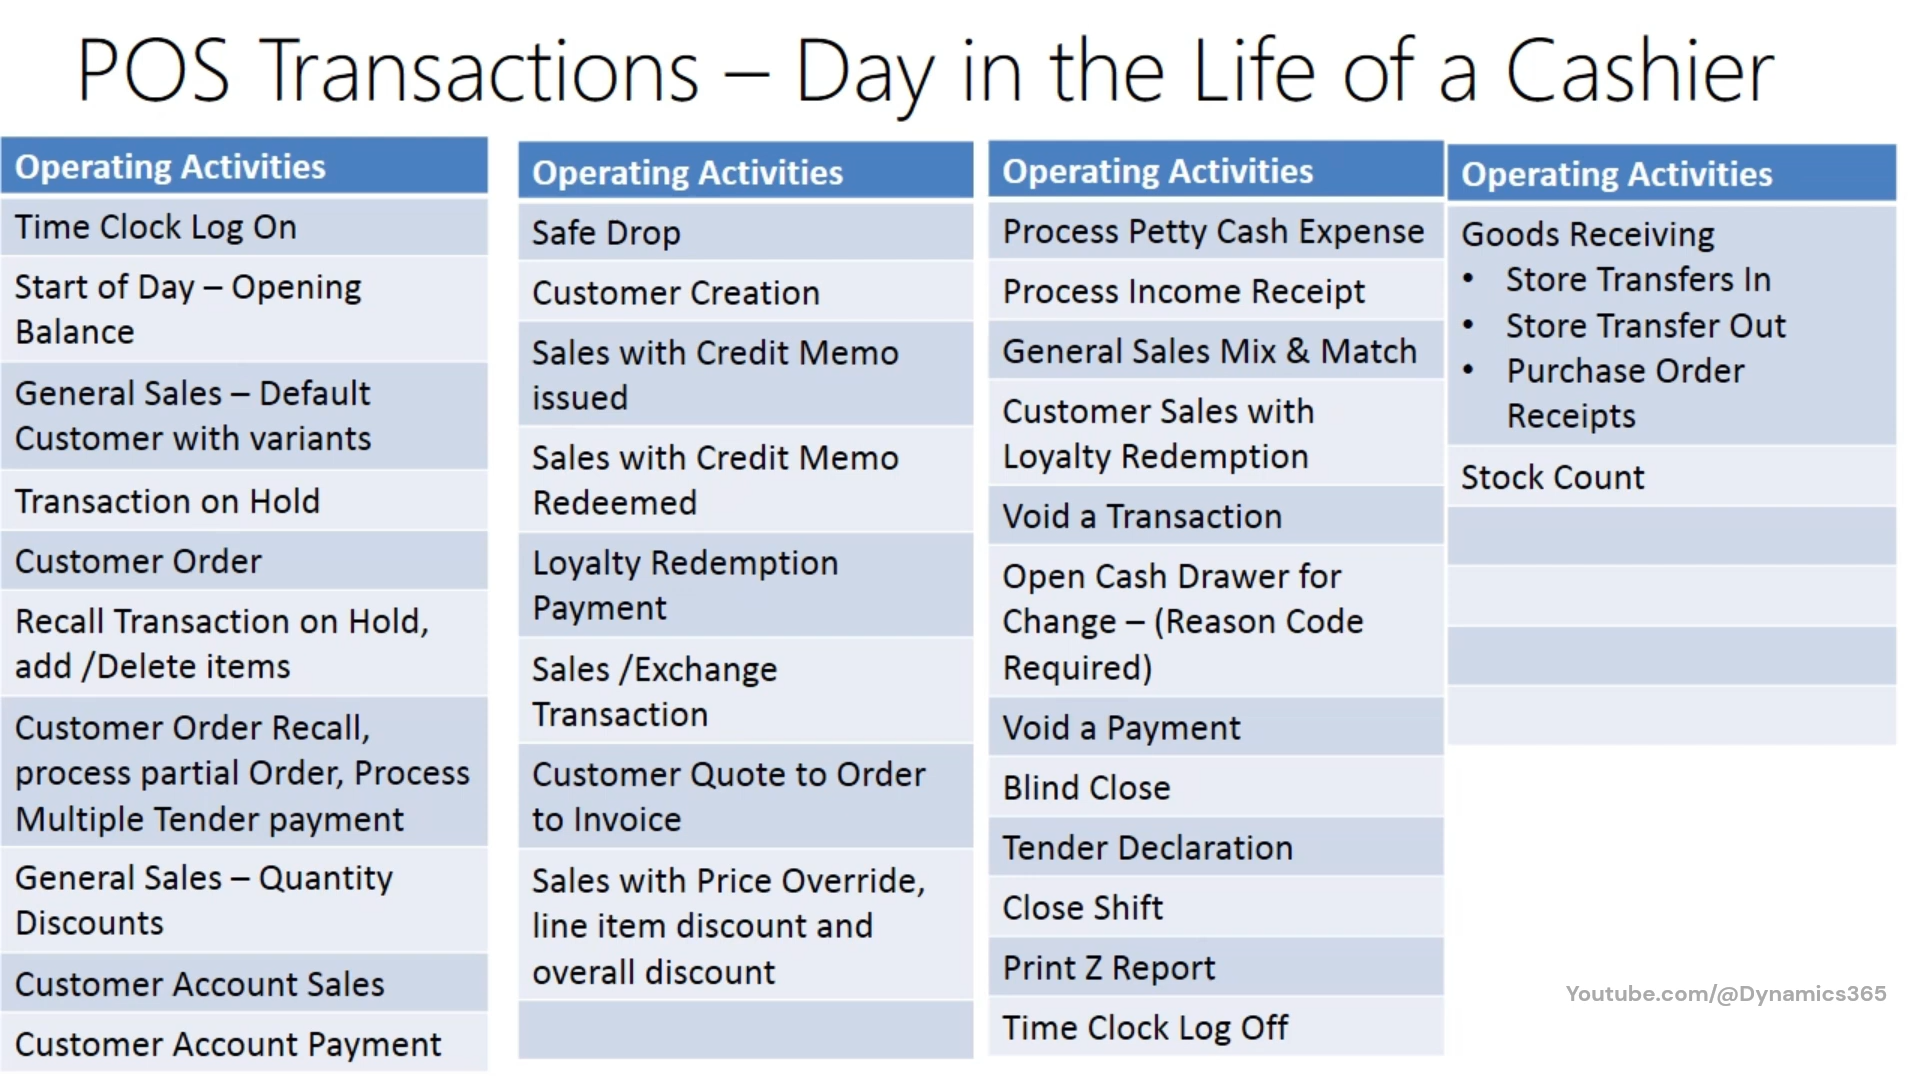 POS Transactions – Day in the Life of a Cashier
Operating Activities
Time Clock Log On
Start of Day – Opening
Balance
General Sales – Default
Customer with variants
Transaction on Hold
Customer Order
Recall Transaction on Hold,
add /Delete items
Customer Order Recall,
process partial Order, Process
Multiple Tender payment
General Sales – Quantity
Discounts
Customer Account Sales
Customer Account Payment
Operating Activities
Safe Drop
Customer Creation
Sales with Credit Memo
issued
Sales with Credit Memo
Redeemed
Loyalty Redemption
Payment
Sales /Exchange
Transaction
Customer Quote to Order
to Invoice
Sales with Price Override,
line item discount and
overall discount
Operating Activities
Process Petty Cash Expense
Process Income Receipt
General Sales Mix & Match
Customer Sales with
Loyalty Redemption
Void a Transaction
Open Cash Drawer for
Change – (Reason Code
Required)
Void a Payment
Blind Close
Tender Declaration
Close Shift
Print Z Report
Time Clock Log Off
Operating Activities
Goods Receiving
• Store Transfers In
• Store Transfer Out
• Purchase Order
Receipts
Stock Count
Youtube.com/@Dynamics365